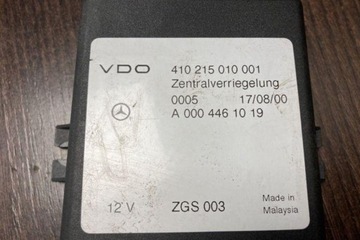 VDO 410 215 010 001
Zentralverriegelung
0005 17/08/00
A 000 446 10 19
12 V ZGS 003 Made in
Malaysia